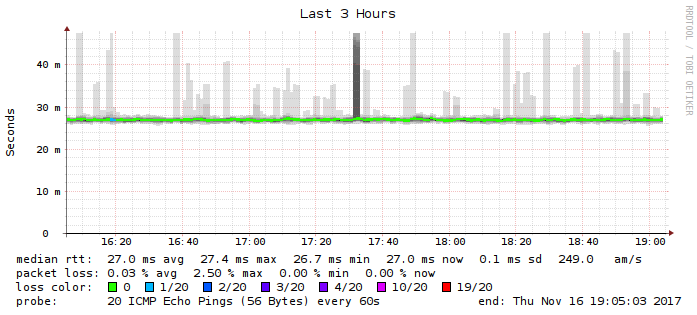 Last 3 Hours
RRDTOOL / TOBI OETIKER
Seconds
40 m
30 m
20 m
10 m
0
16:20 16:40 17:00 17:20 17:40 18:00 18:20 18:40 19:00
median rtt: 27.0 ms avg 27.4 ms max 26.7 ms min 27.0 ms now 0.1 ms sd 249.0 am/s
packet loss: 0.03 % avg 2.50 % max 0.00 % min 0.00 % now
loss color: 0 1/20 2/20 3/20 4/20 10/20 19/20
probe: 20 ICMP Echo Pings (56 Bytes) every 60s end: Thu Nov 16 19:05:03 2017